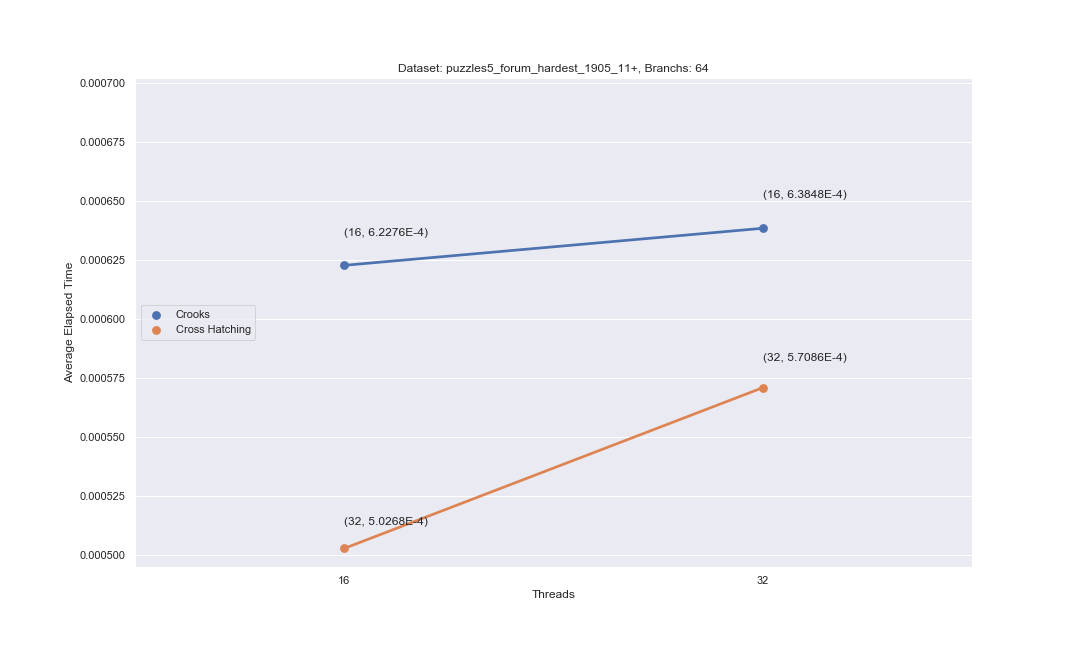 Dataset: puzzles5_forum_hardest_1905_11+, Branchs: 64
0.000700
0.000675
0.000650
0.000625
0.000600
0.000575
0.000550
0.000525
0.000500
Average Elapsed Time
(16, 6.2276E-4)
(16, 6.3848E-4)
Crooks
Cross Hatching
(32, 5.7086E-4)
(32, 5.0268E-4)
16
32
Threads